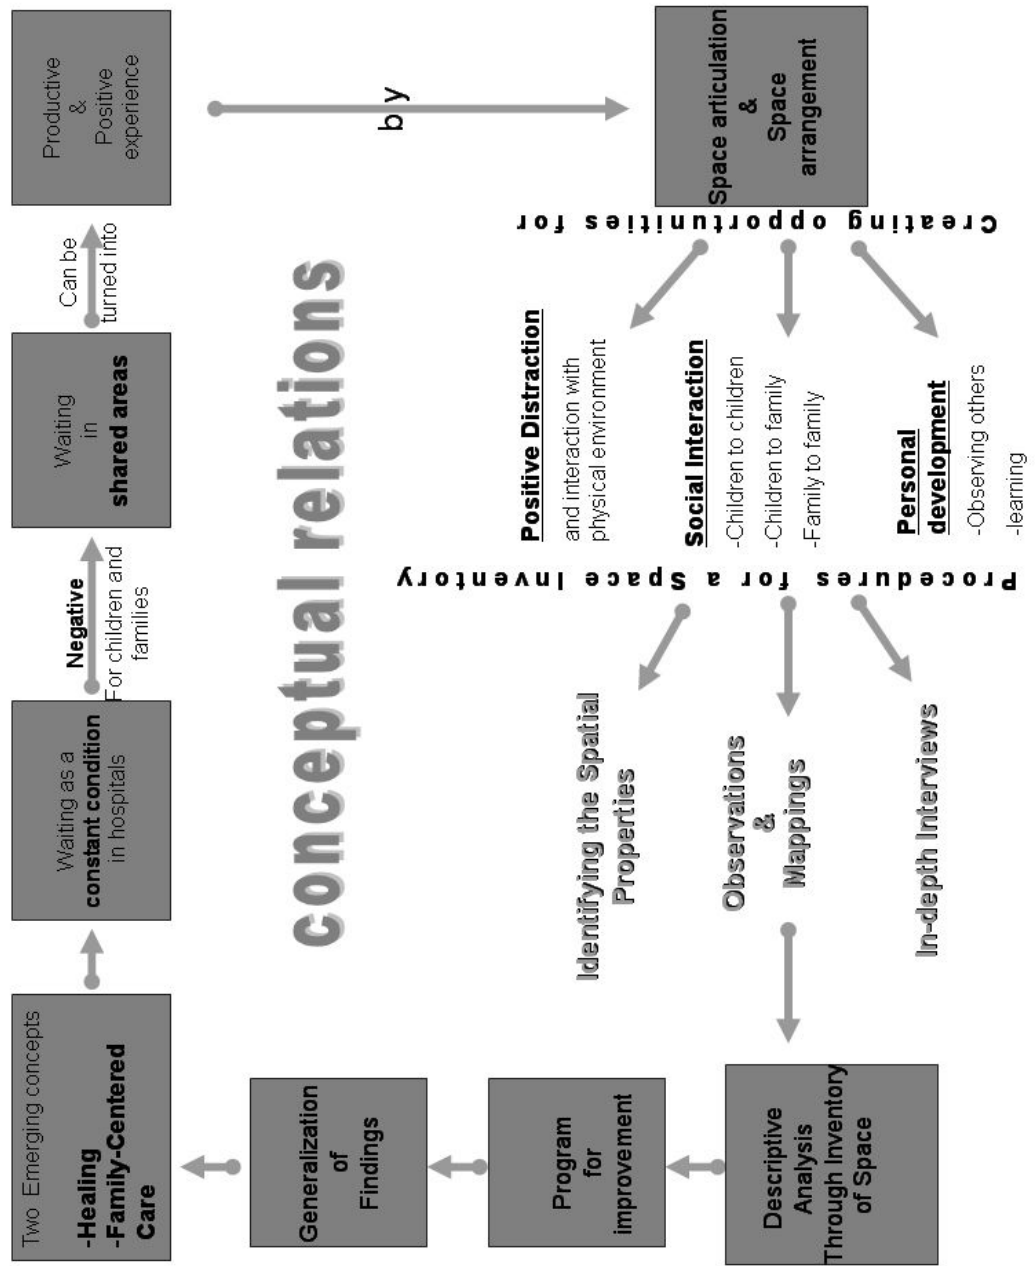 Two Emerging concepts
-Healing
-Family-Centered
Care
Waiting as a
constant condition
in hospitals
Negative
For children and
families
Waiting
in
shared areas
Can be
turned into
Productive
&
Positive
experience
by
Space articulation
&
Space
arrangement
Creating opportunities for
Positive Distraction
and interaction with
physical environment
Social Interaction
-Children to children
-Children to family
-Family to family
Personal
development
-Observing others
-learning
Procedures for a Space Inventory
Identifying the Spatial
Properties
Observations
&
Mappings
In-depth Interviews
Descriptive
Analysis
Through Inventory
of Space
Program
for
improvement
Generalization
of
Findings
conceptual relations